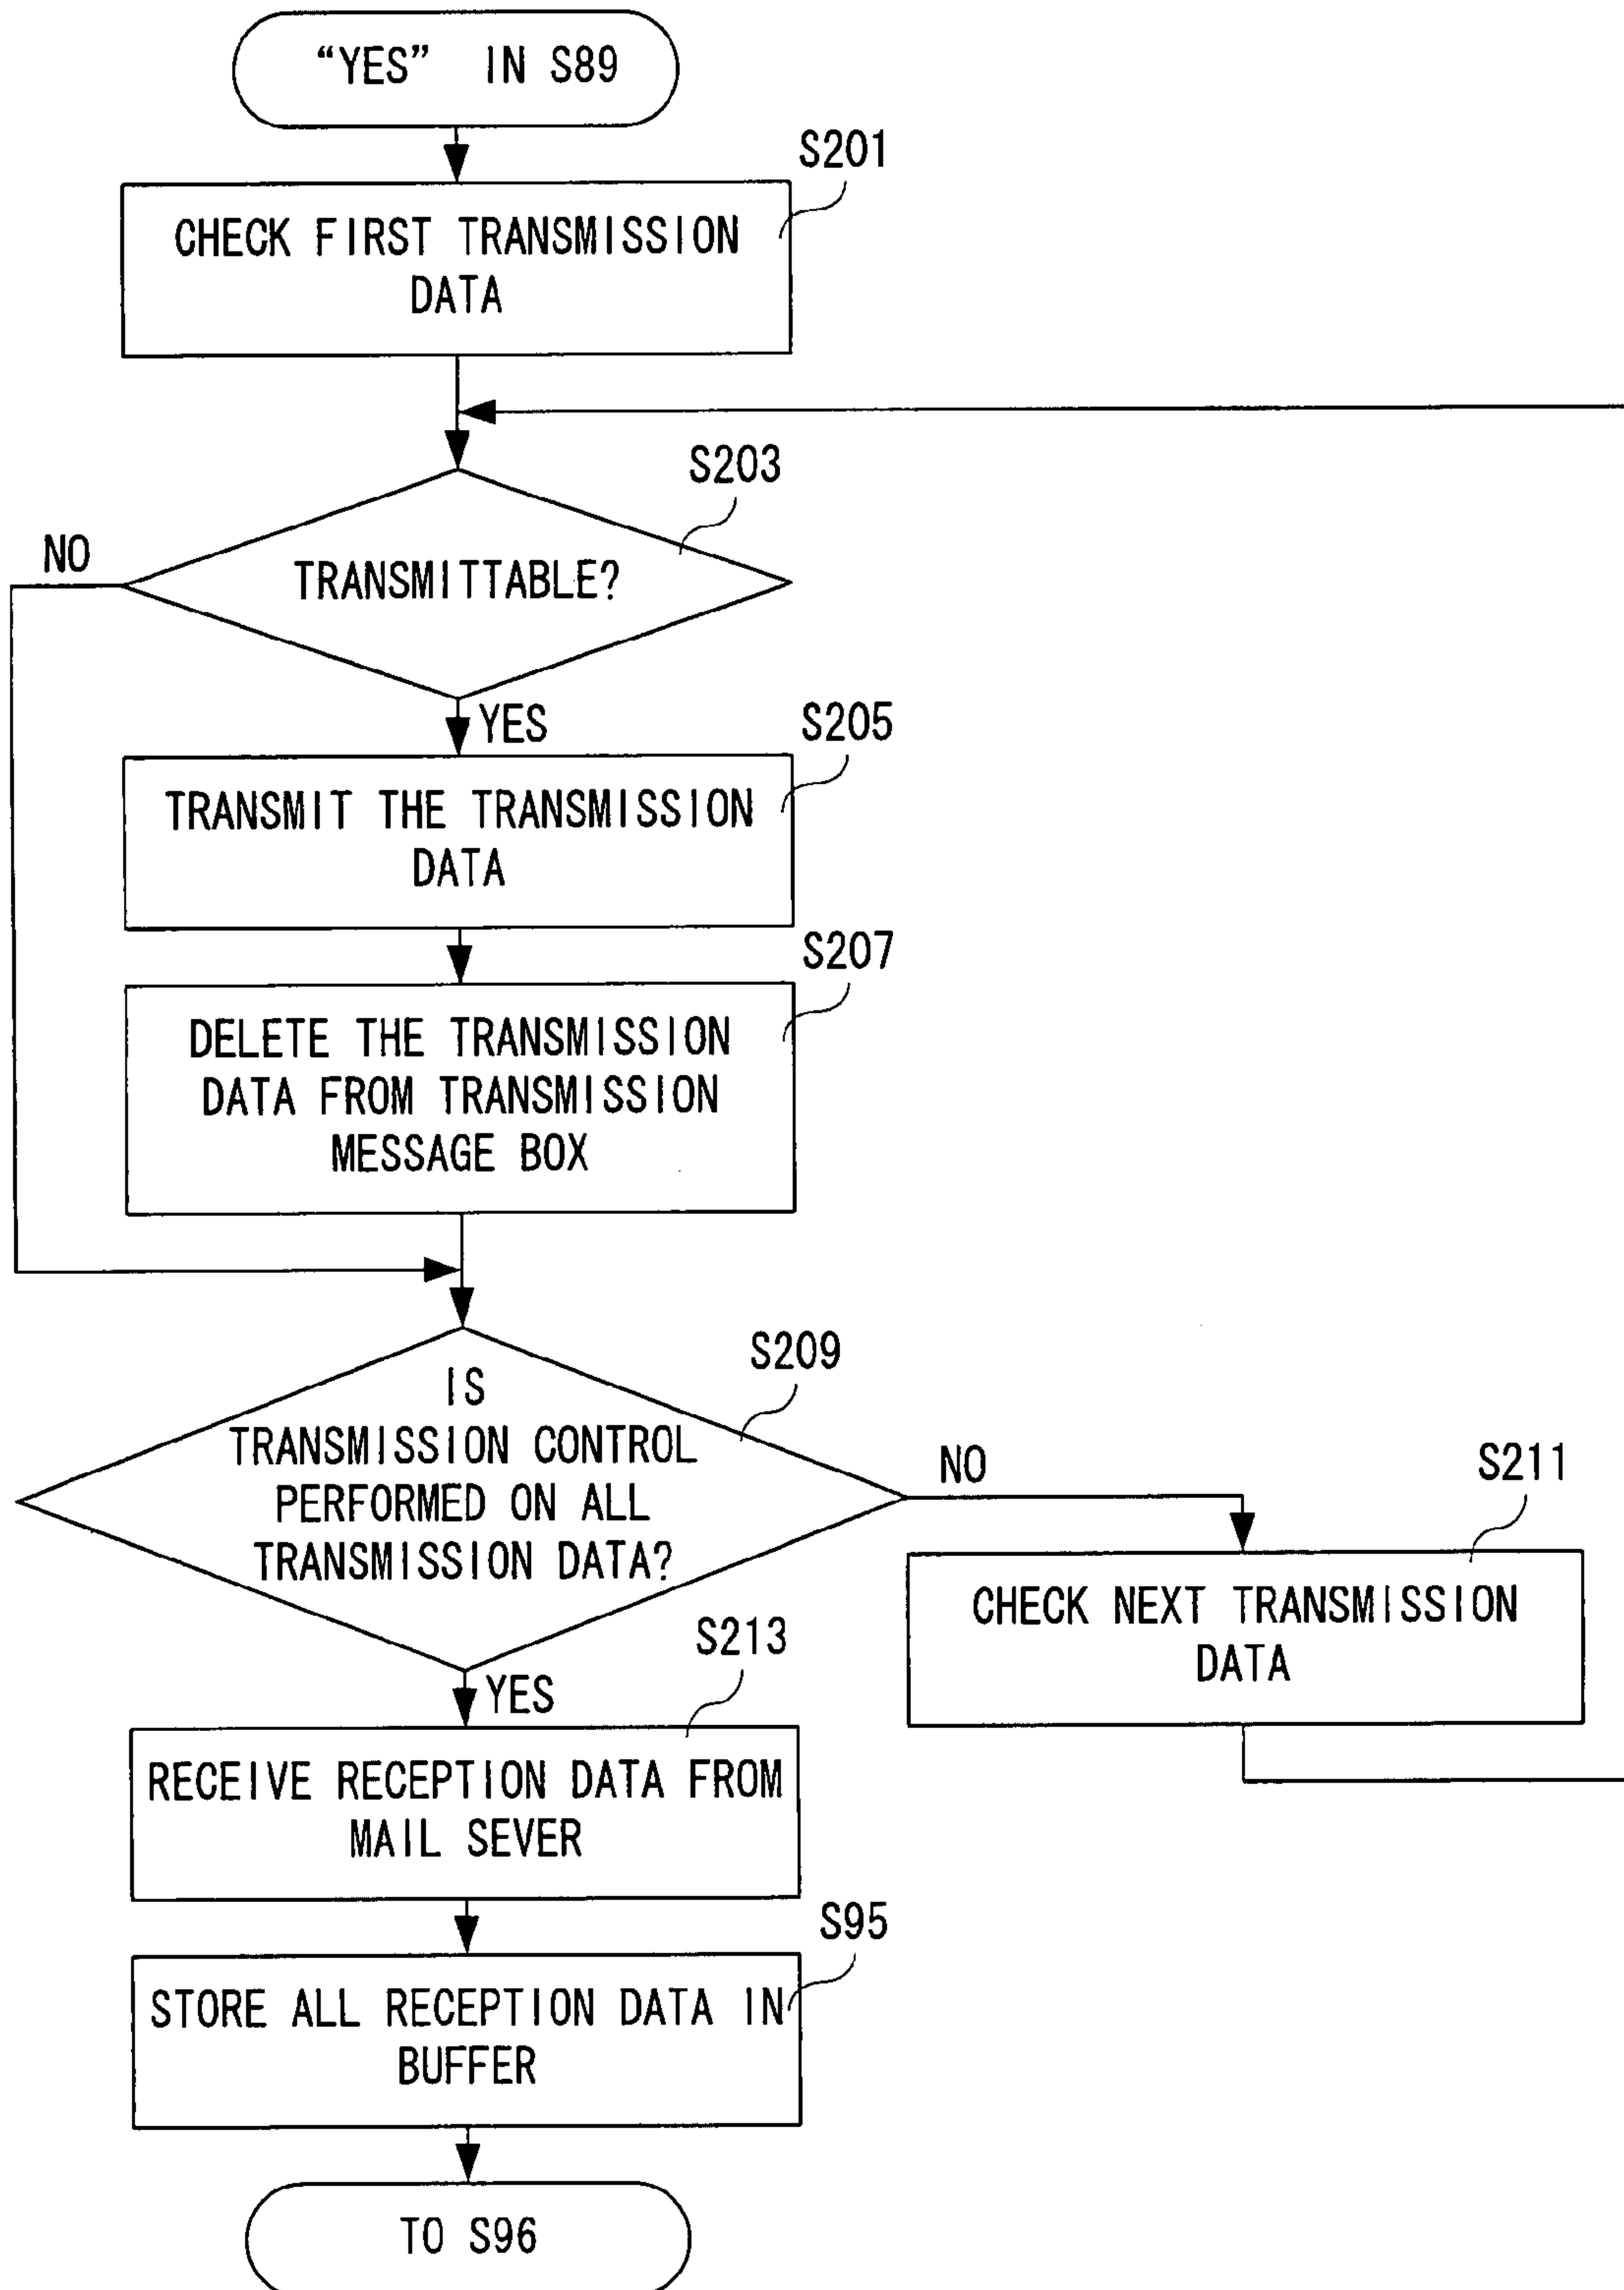 “YES” IN S89
S201
CHECK FIRST TRANSMISSION
DATA
S203
NO
TRANSMITTABLE?
YES
S205
TRANSMIT THE TRANSMISSION
DATA
S207
DELETE THE TRANSMISSION
DATA FROM TRANSMISSION
MESSAGE BOX
S209
IS
TRANSMISSION CONTROL
PERFORMED ON ALL
TRANSMISSION DATA?
NO
S211
CHECK NEXT TRANSMISSION
DATA
YES
S213
RECEIVE RECEPTION DATA FROM
MAIL SEVER
S95
STORE ALL RECEPTION DATA IN
BUFFER
TO S96